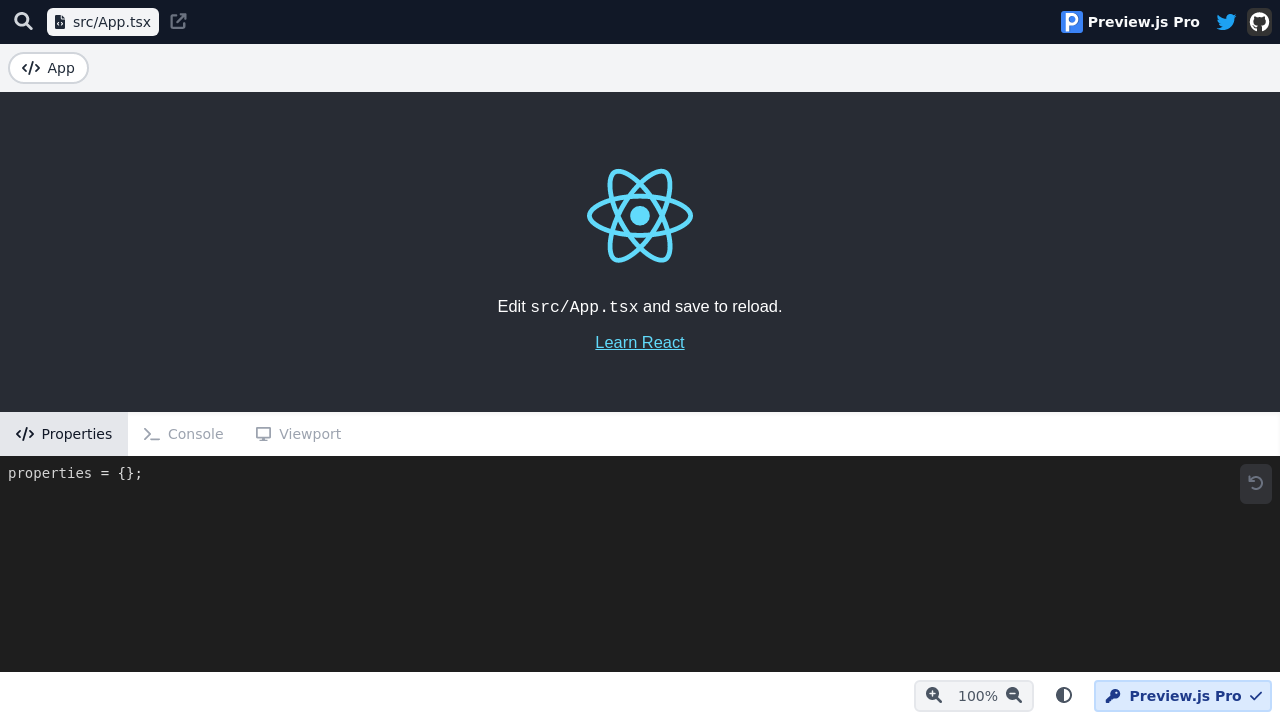 src/App.tsx
Preview.js Pro
App
Edit src/App.tsx and save to reload.
Learn React
Properties
Console
Viewport
properties = {};
100%
Preview.js Pro